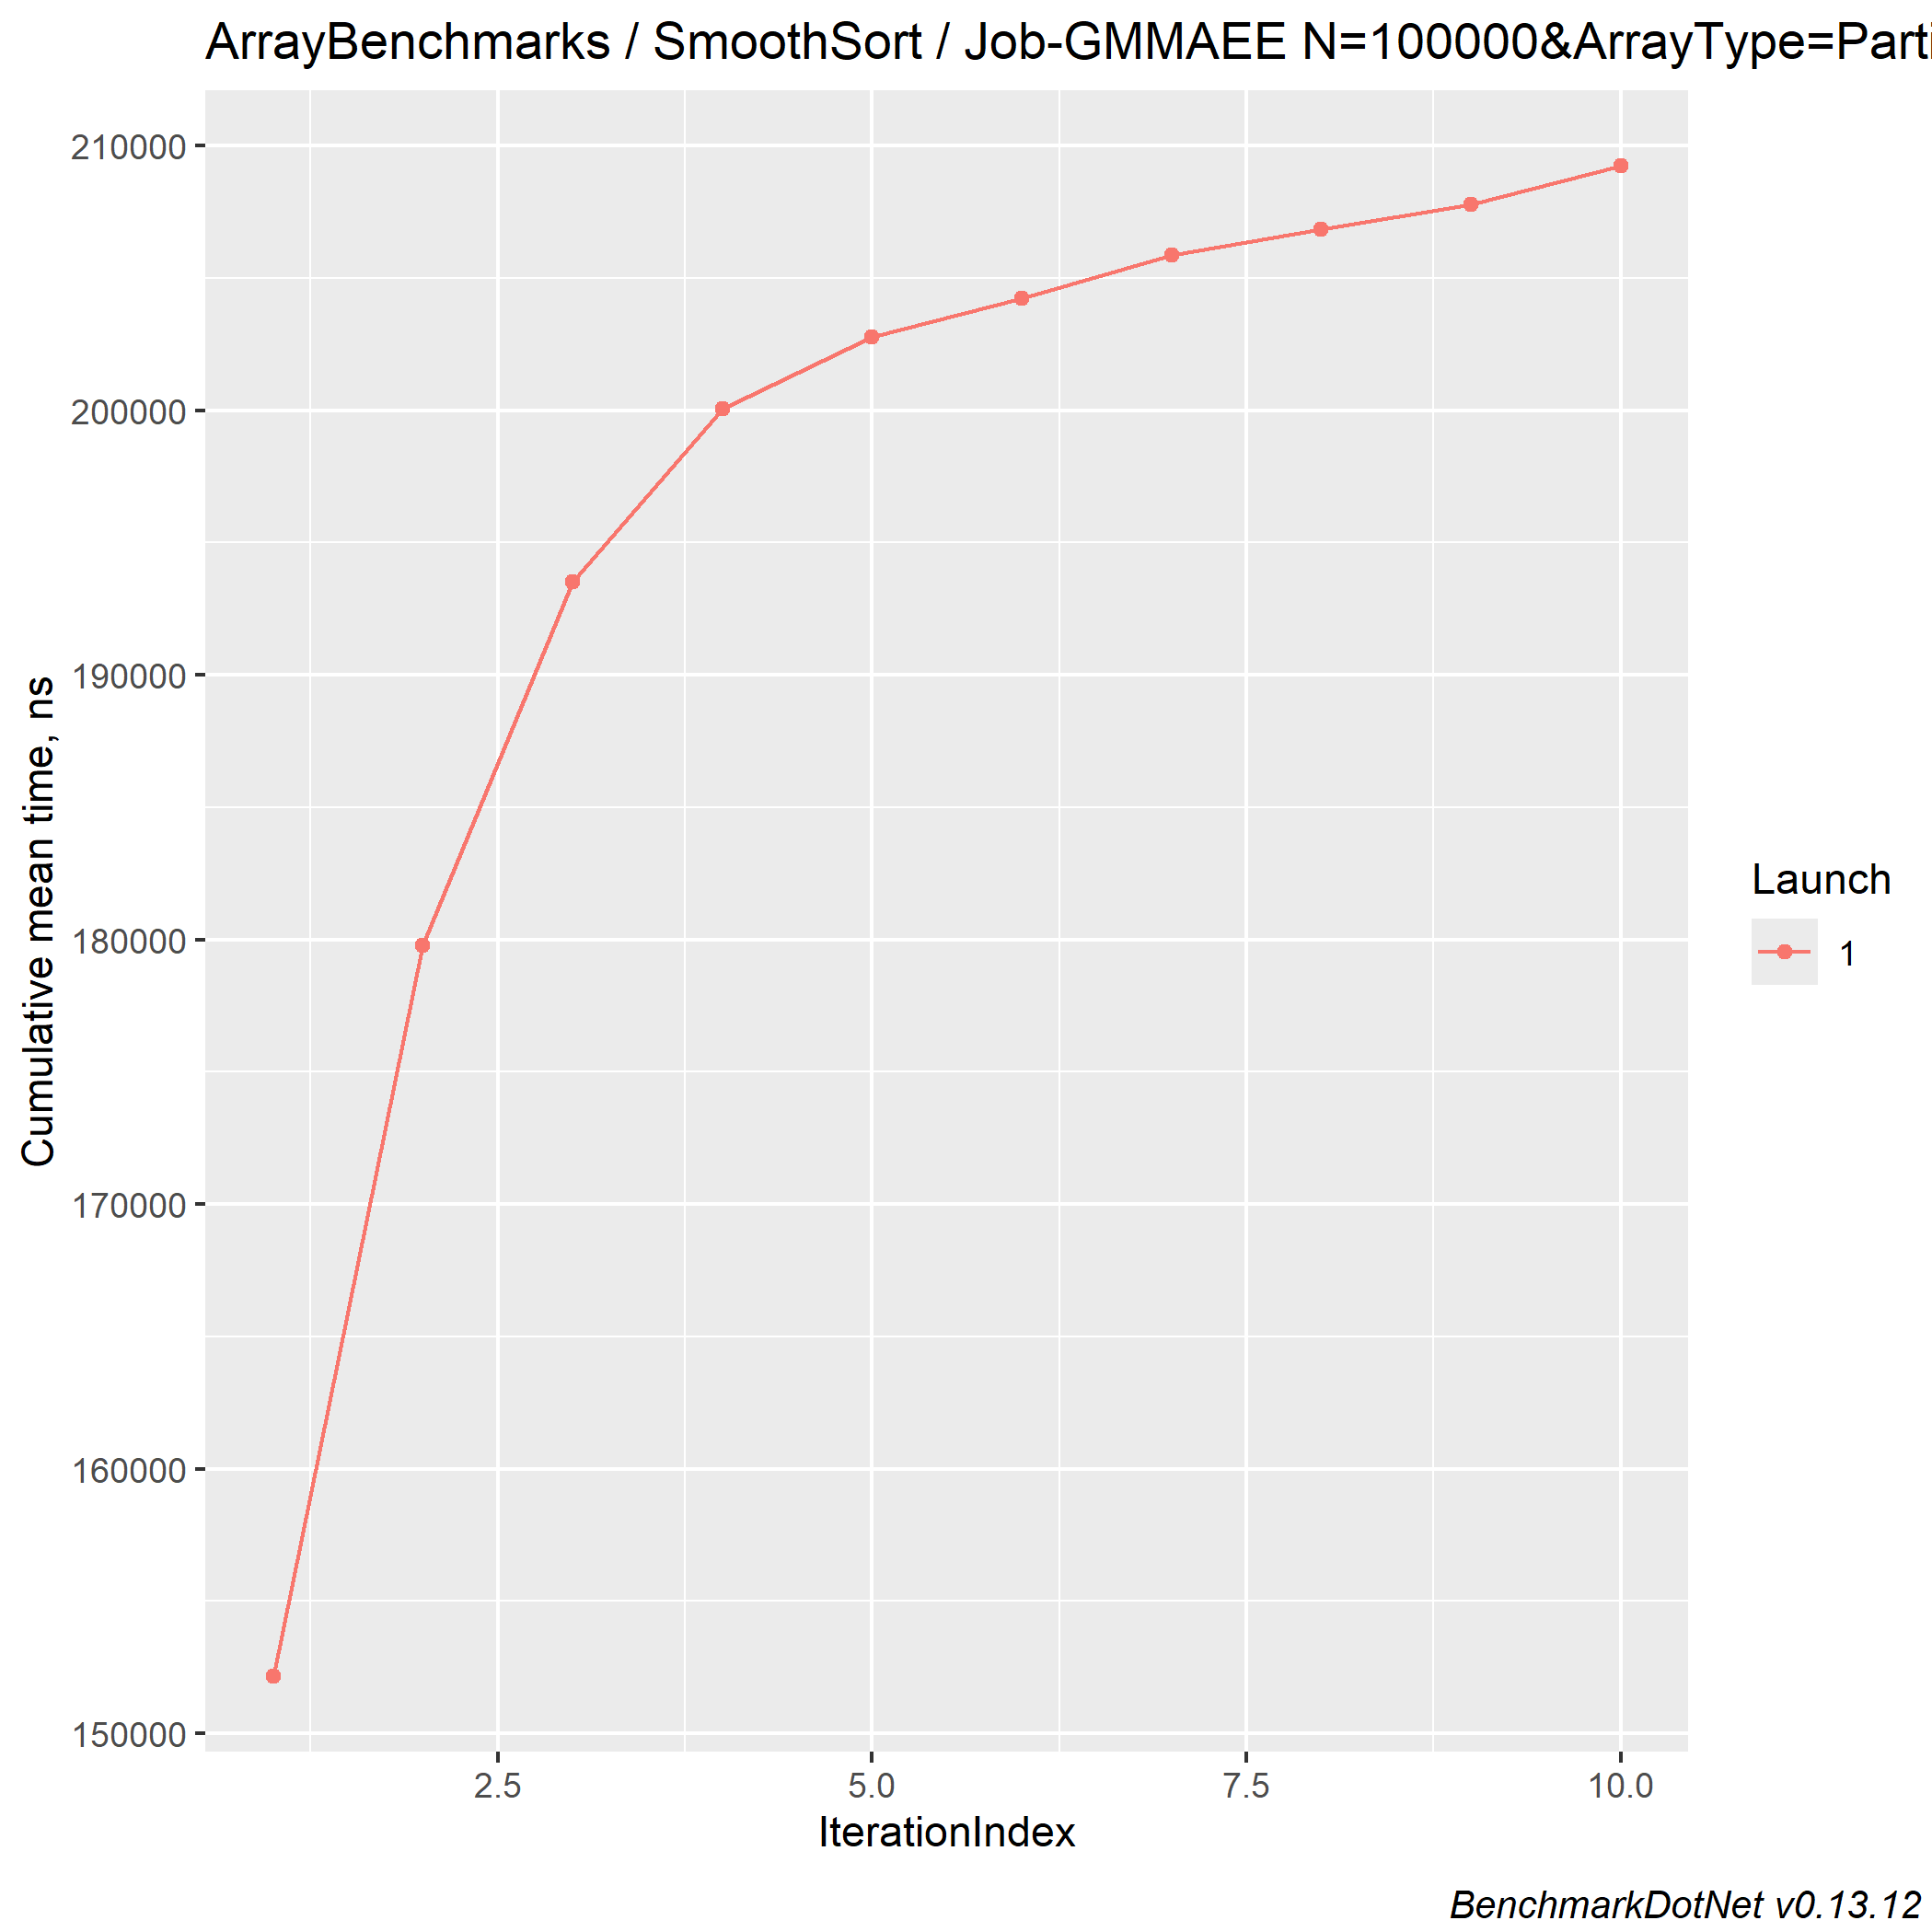 ArrayBenchmarks / SmoothSort / Job-GMMAEE N=100000&ArrayType=Parti
210000
200000
190000
180000
170000
160000
150000
Cumulative mean time, ns
2.5 5.0 7.5 10.0
IterationIndex
Launch
1
BenchmarkDotNet v0.13.12